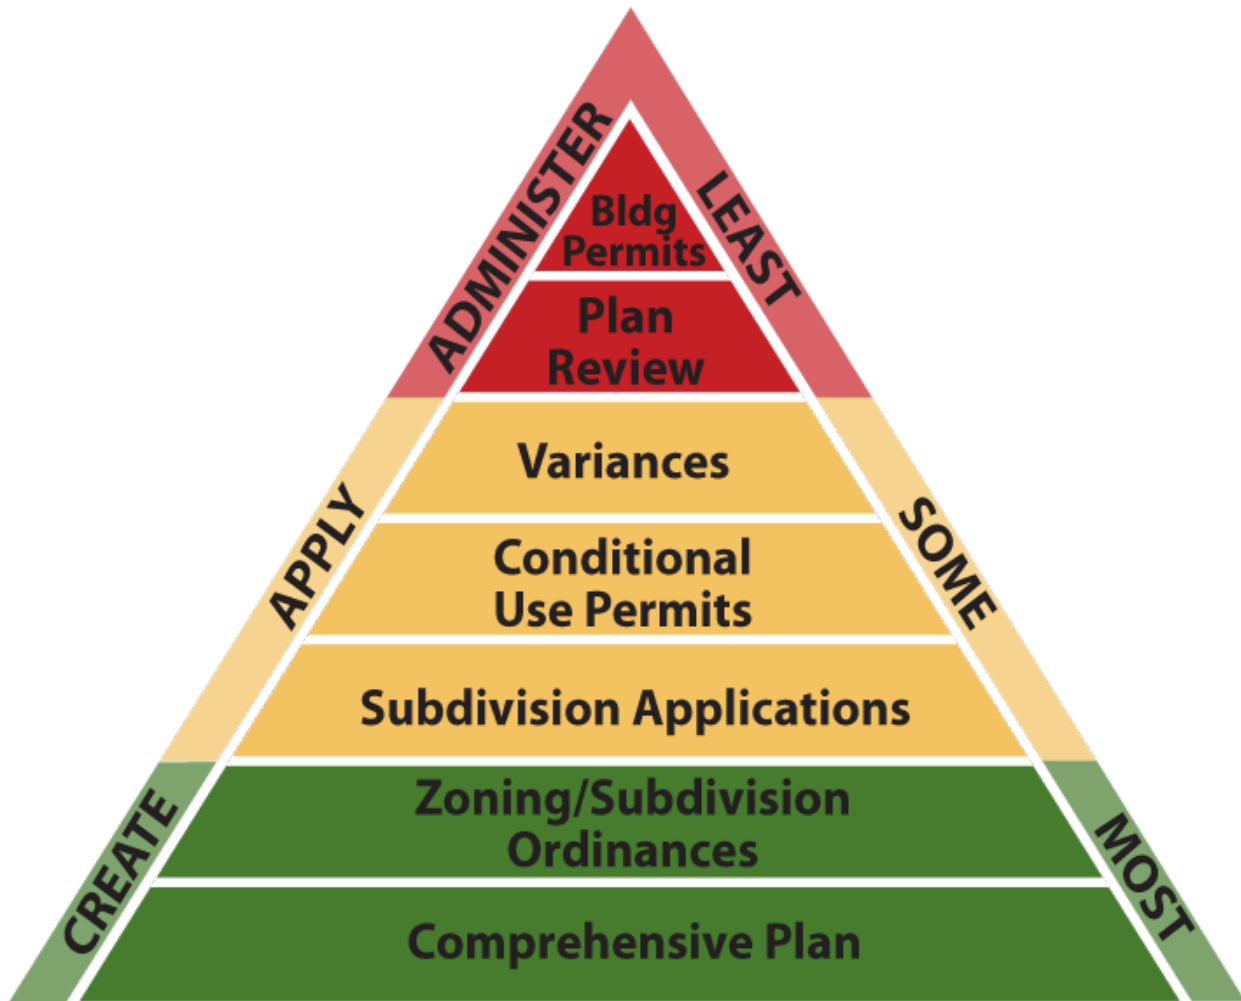 ADMINISTER
LEAST
Bldg
Permits
Plan
Review
APPLY
SOME
Variances
Conditional
Use Permits
Subdivision Applications
CREATE
MOST
Zoning/Subdivision
Ordinances
Comprehensive Plan